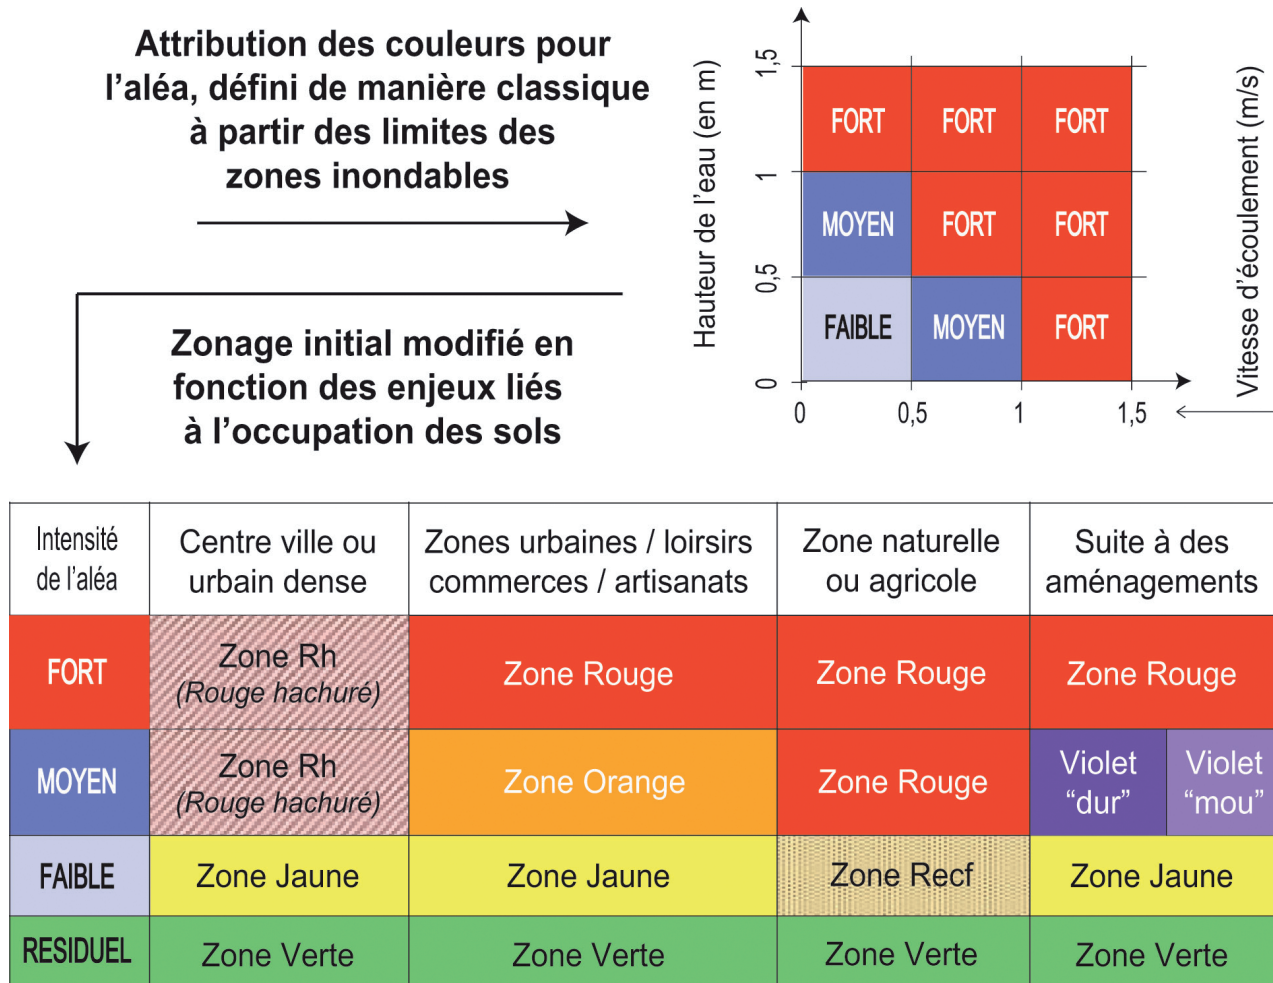 Attribution des couleurs pour
l'aléa, défini de manière classique
à partir des limites des
zones inondables
Hauteur de l'eau (en m)
1,5
1
0,5
0
FORT FORT FORT
MOYEN FORT FORT
FAIBLE MOYEN FORT
0 0,5 1 1,5
Vitesse d'écoulement (m/s)
Zonage initial modifié en
fonction des enjeux liés
à l'occupation des sols
Intensité
de l'aléa
Centre ville ou
urbain dense
Zones urbaines / loirsirs
commerces / artisanats
Zone naturelle
ou agricole
Suite à des
aménagements
FORT
Zone Rh
(Rouge hachuré)
Zone Rouge
Zone Rouge
Zone Rouge
MOYEN
Zone Rh
(Rouge hachuré)
Zone Orange
Zone Rouge
Violet
“dur”
Violet
“mou”
FAIBLE
Zone Jaune
Zone Jaune
Zone Recf
Zone Jaune
RESIDUEL
Zone Verte
Zone Verte
Zone Verte
Zone Verte